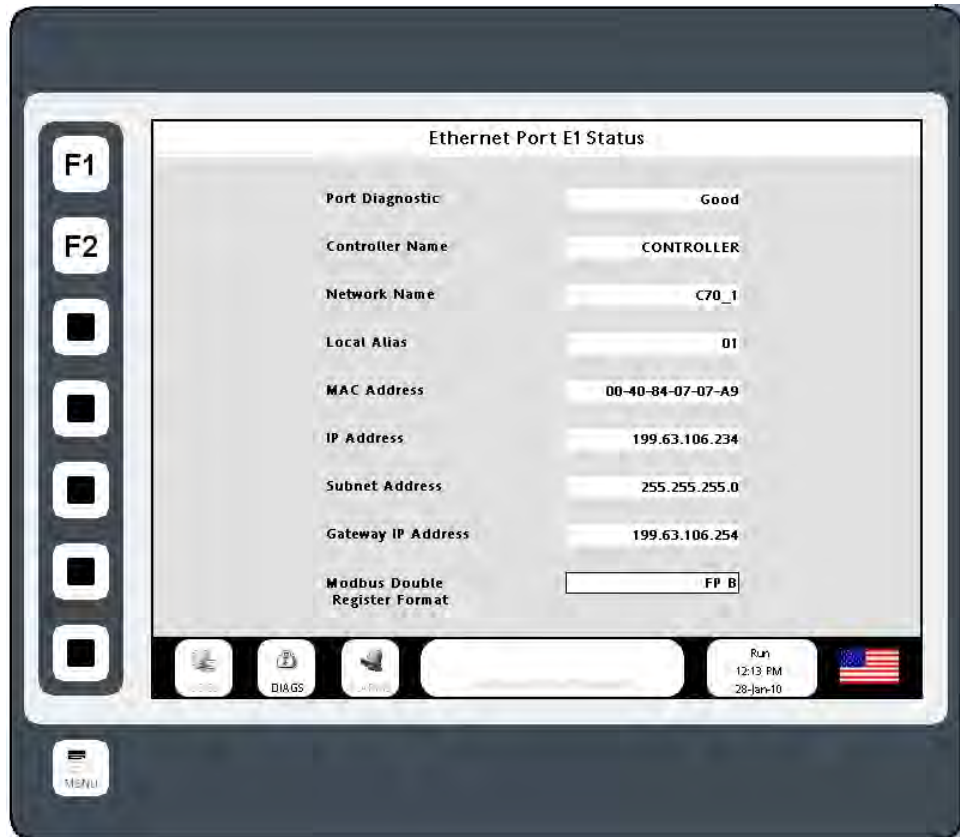 Ethernet Port E1 Status
F1
Port Diagnostic Good
F2
Controller Name CONTROLLER
Network Name C70_1
Local Alias 01
MAC Address 00-40-84-07-07-A9
IP Address 199.63.106.234
Subnet Address 255.255.255.0
Gateway IP Address 199.63.106.254
Modbus Double FP B
Register Format
Run
12:13 PM
DIAGS
28-Jan-10
MENU